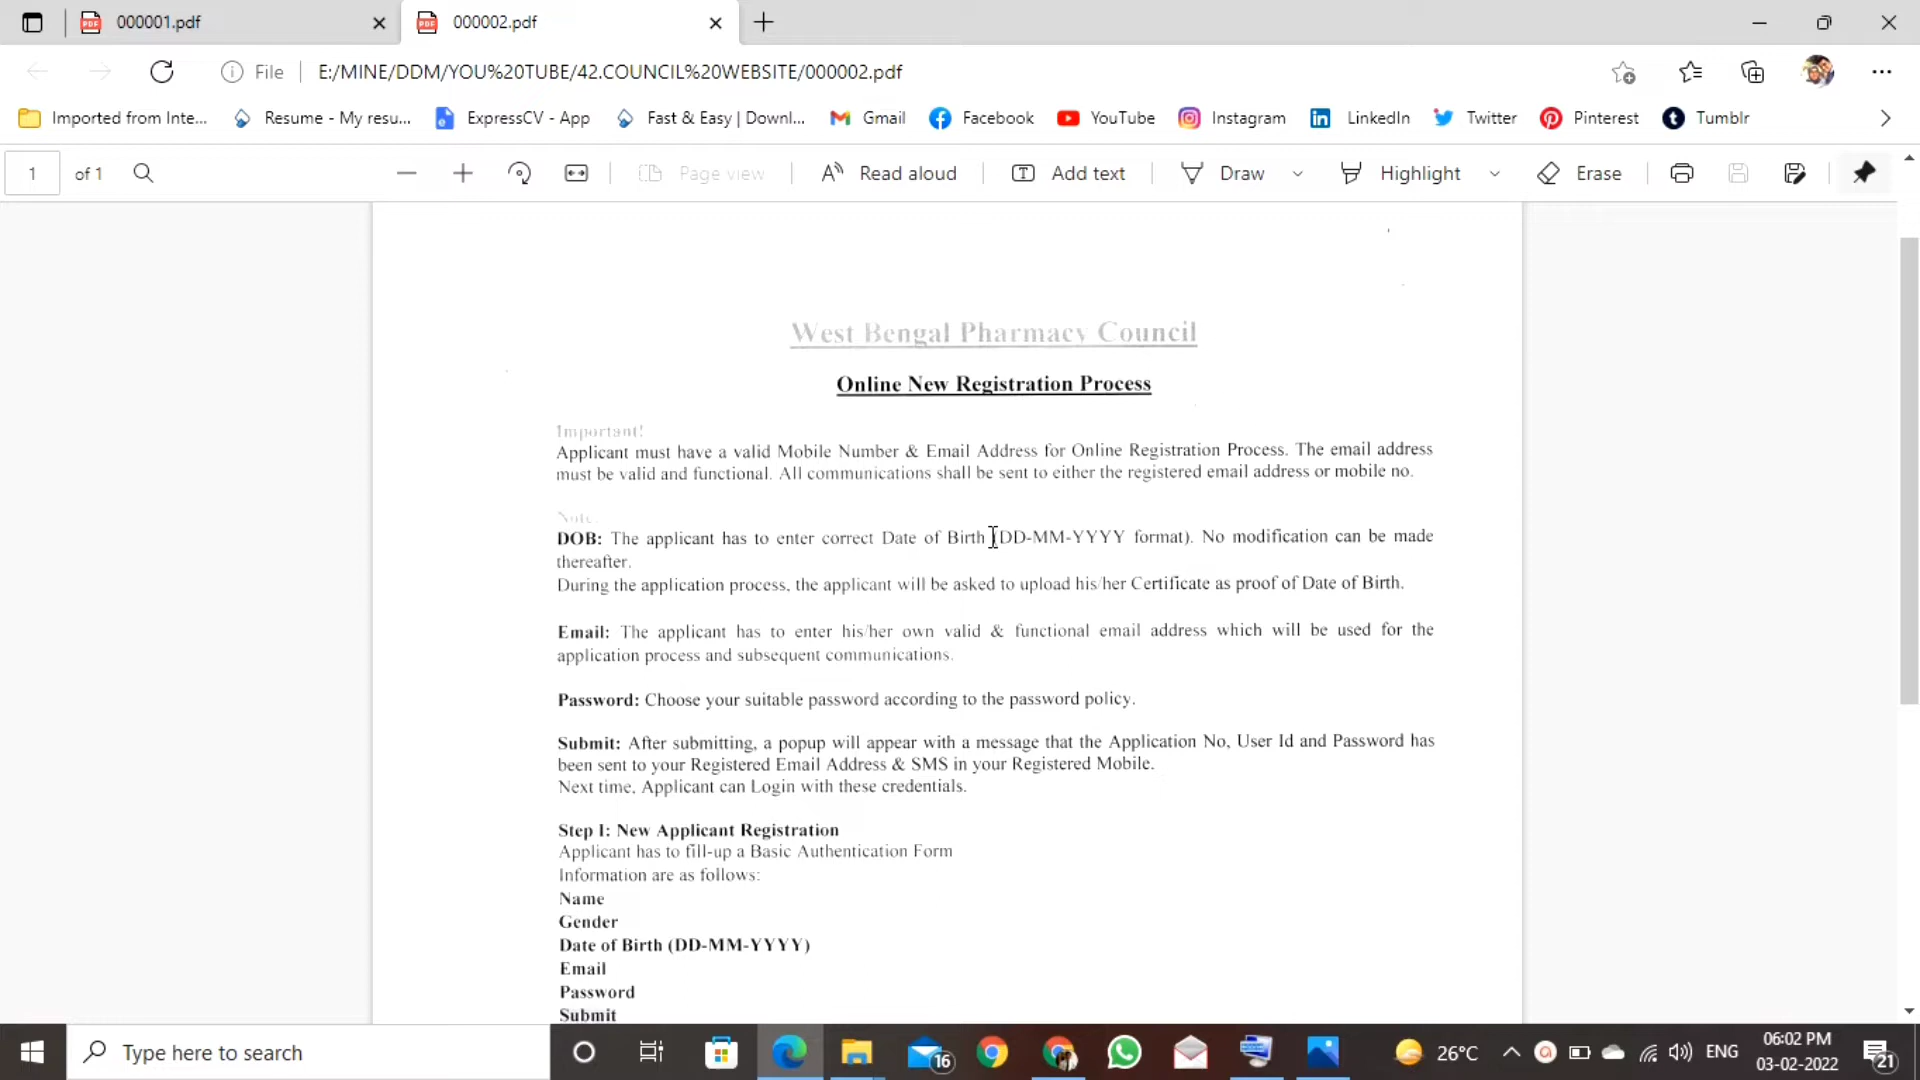 000001.pdf
000002.pdf
File
E:/MINE/DDM/YOU%20TUBE/42.COUNCIL%20WEBSITE/000002.pdf
Imported from Inte...
Resume - My resu...
ExpressCV - App
Fast & Easy | Downl...
Gmail
Facebook
YouTube
Instagram
LinkedIn
Twitter
Pinterest
Tumblr
1 of 1
Page view
Read aloud
Add text
Draw
Highlight
Erase
West Bengal Pharmacy Council
Online New Registration Process
Important!
Applicant must have a valid Mobile Number & Email Address for Online Registration Process. The email address
must be valid and functional. All communications shall be sent to either the registered email address or mobile no.
Note:
DOB: The applicant has to enter correct Date of Birth (DD-MM-YYYY format). No modification can be made
thereafter.
During the application process, the applicant will be asked to upload his/her Certificate as proof of Date of Birth.
Email: The applicant has to enter his/her own valid & functional email address which will be used for the
application process and subsequent communications.
Password: Choose your suitable password according to the password policy.
Submit: After submitting, a popup will appear with a message that the Application No, User Id and Password has
been sent to your Registered Email Address & SMS in your Registered Mobile.
Next time, Applicant can Login with these credentials.
Step I: New Applicant Registration
Applicant has to fill-up a Basic Authentication Form
Information are as follows:
Name
Gender
Date of Birth (DD-MM-YYYY)
Email
Password
Submit
Type here to search
16
26°C
ENG
06:02 PM
03-02-2022
21